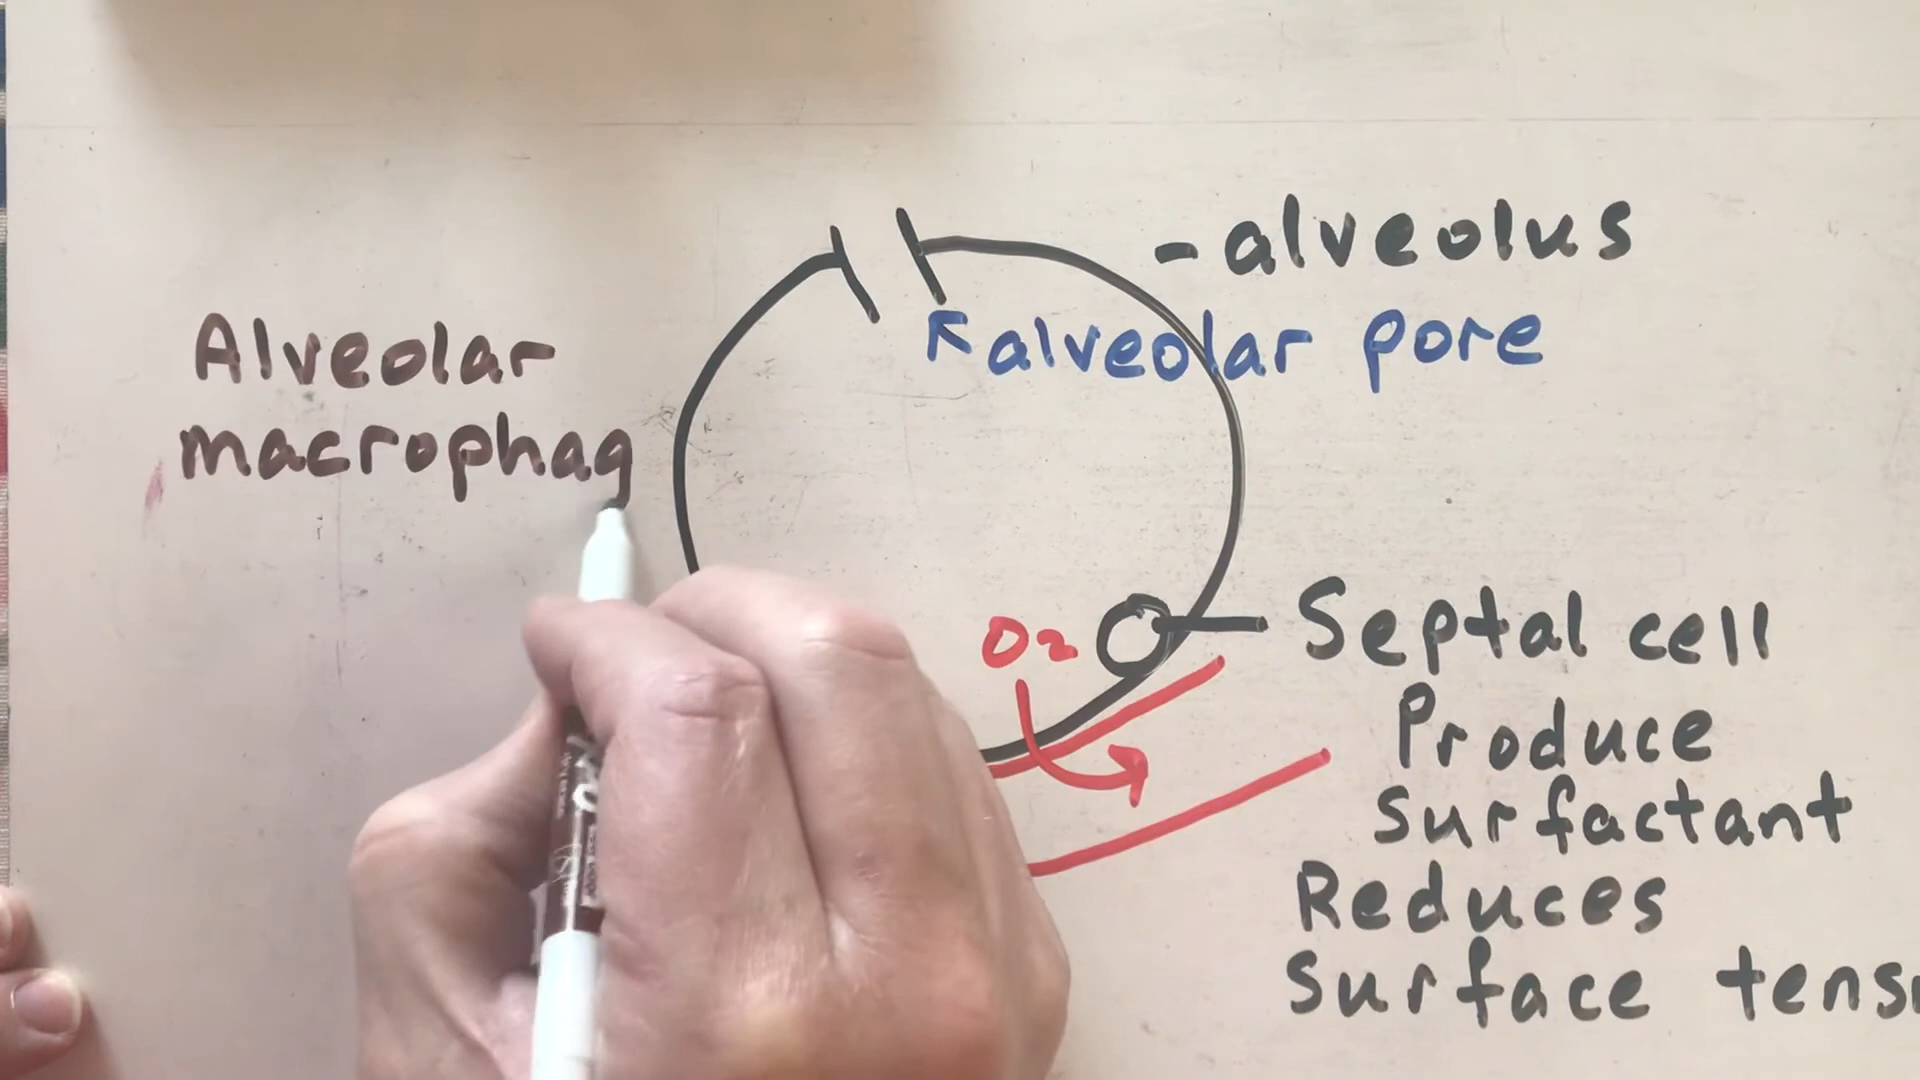 - alveolus
alveolar pore
Alveolar
macrophag
O2
Septal cell
Produce
surfactant
Reduces
surface tens